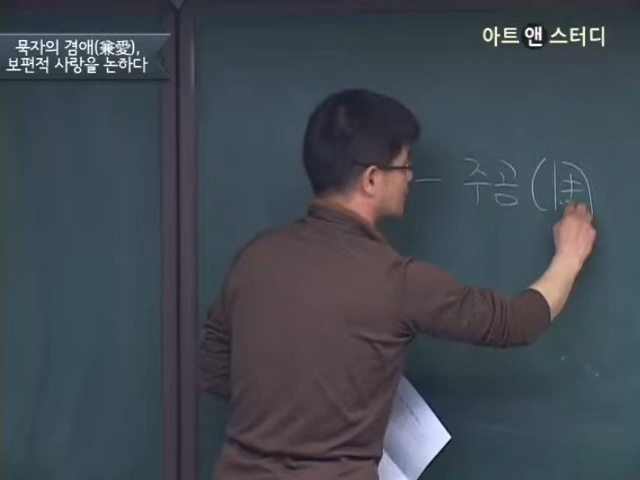 묵자의 겸애(兼愛),
보편적 사랑을 논하다
아트앤스터디
— 주공(周